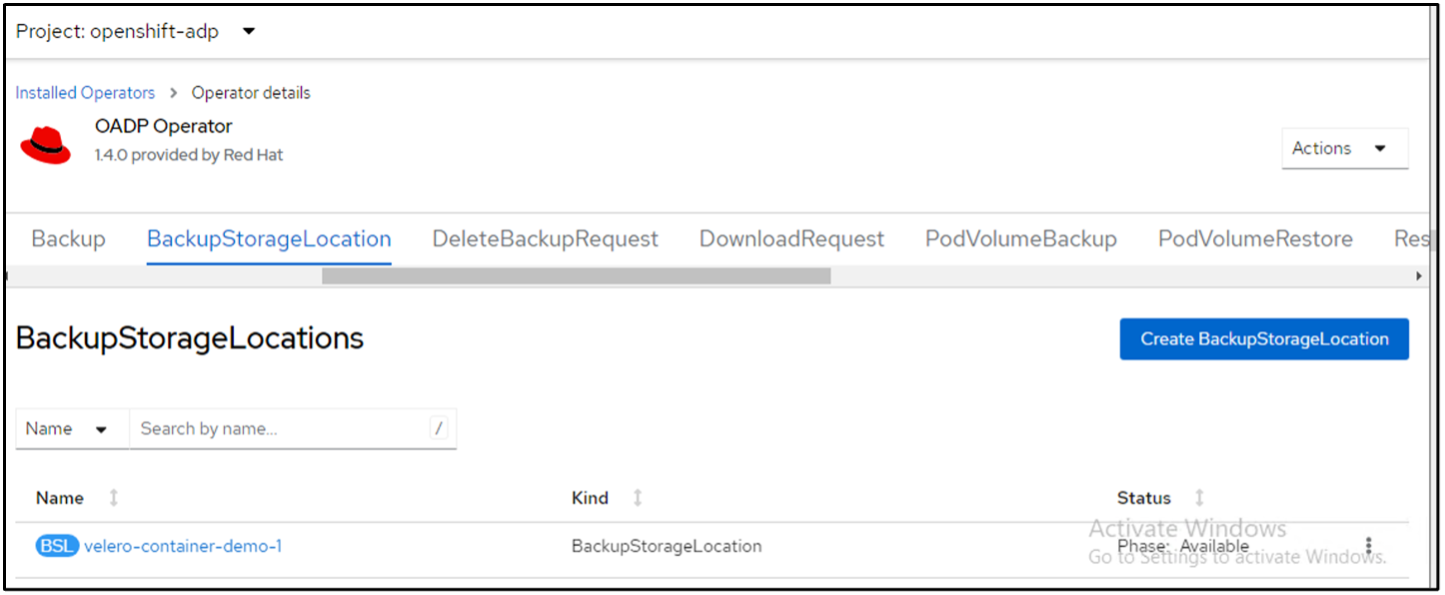 Project: openshift-adp
Installed Operators > Operator details
OADP Operator
1.4.0 provided by Red Hat
Actions
Backup BackupStorageLocation DeleteBackupRequest DownloadRequest PodVolumeBackup PodVolumeRestore Res
BackupStorageLocations
Create BackupStorageLocation
Name Search by name... /
Name Kind Status
BSL velero-container-demo-1 BackupStorageLocation Phase: Available
Activate Windows
Go to Settings to activate Windows.